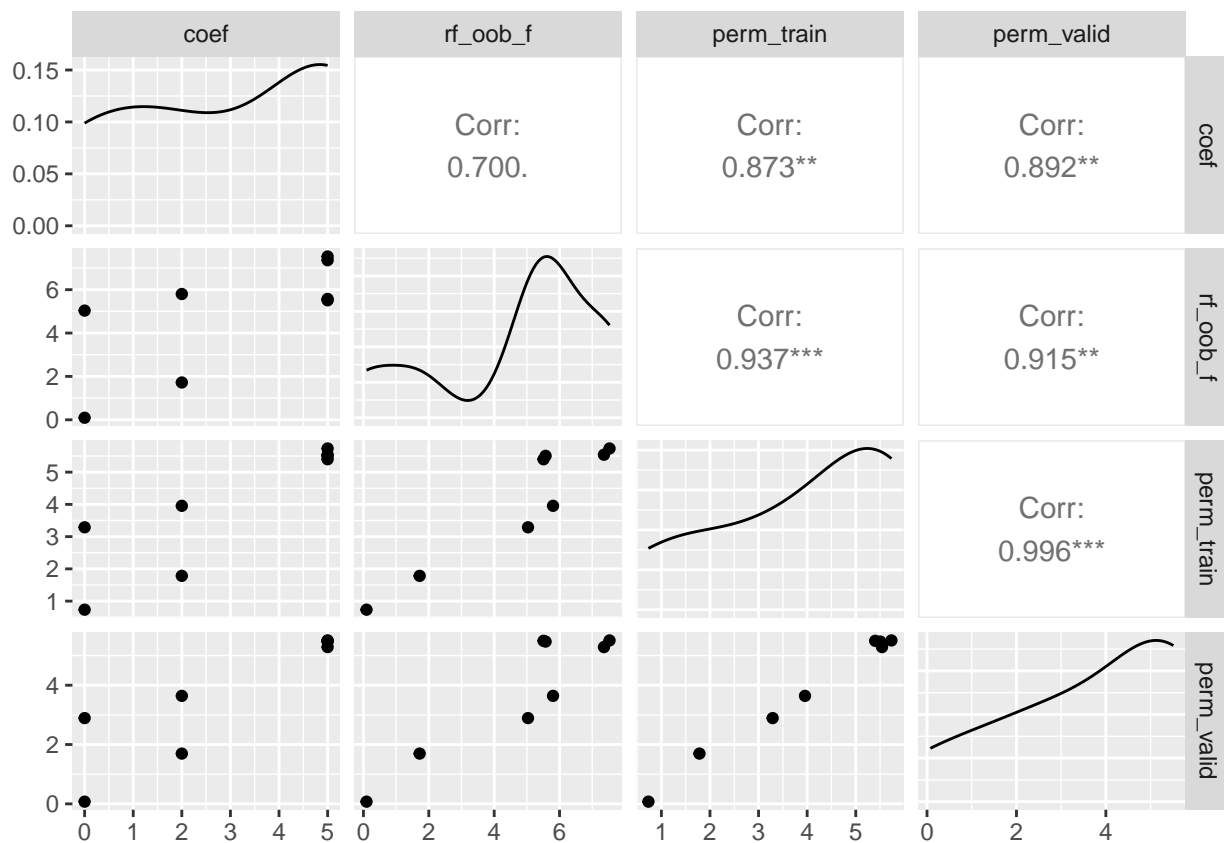 coef rf_oob_f perm_train perm_valid
0.15
0.10
0.05
0.00
Corr:
0.700.
Corr:
0.873**
Corr:
0.892**
coef
6
4
2
0
Corr:
0.937***
Corr:
0.915**
rf_oob_f
5
4
3
2
1
Corr:
0.996***
perm_train
4
2
0
perm_valid
0 1 2 3 4 5 0 2 4 6 1 2 3 4 5 0 2 4